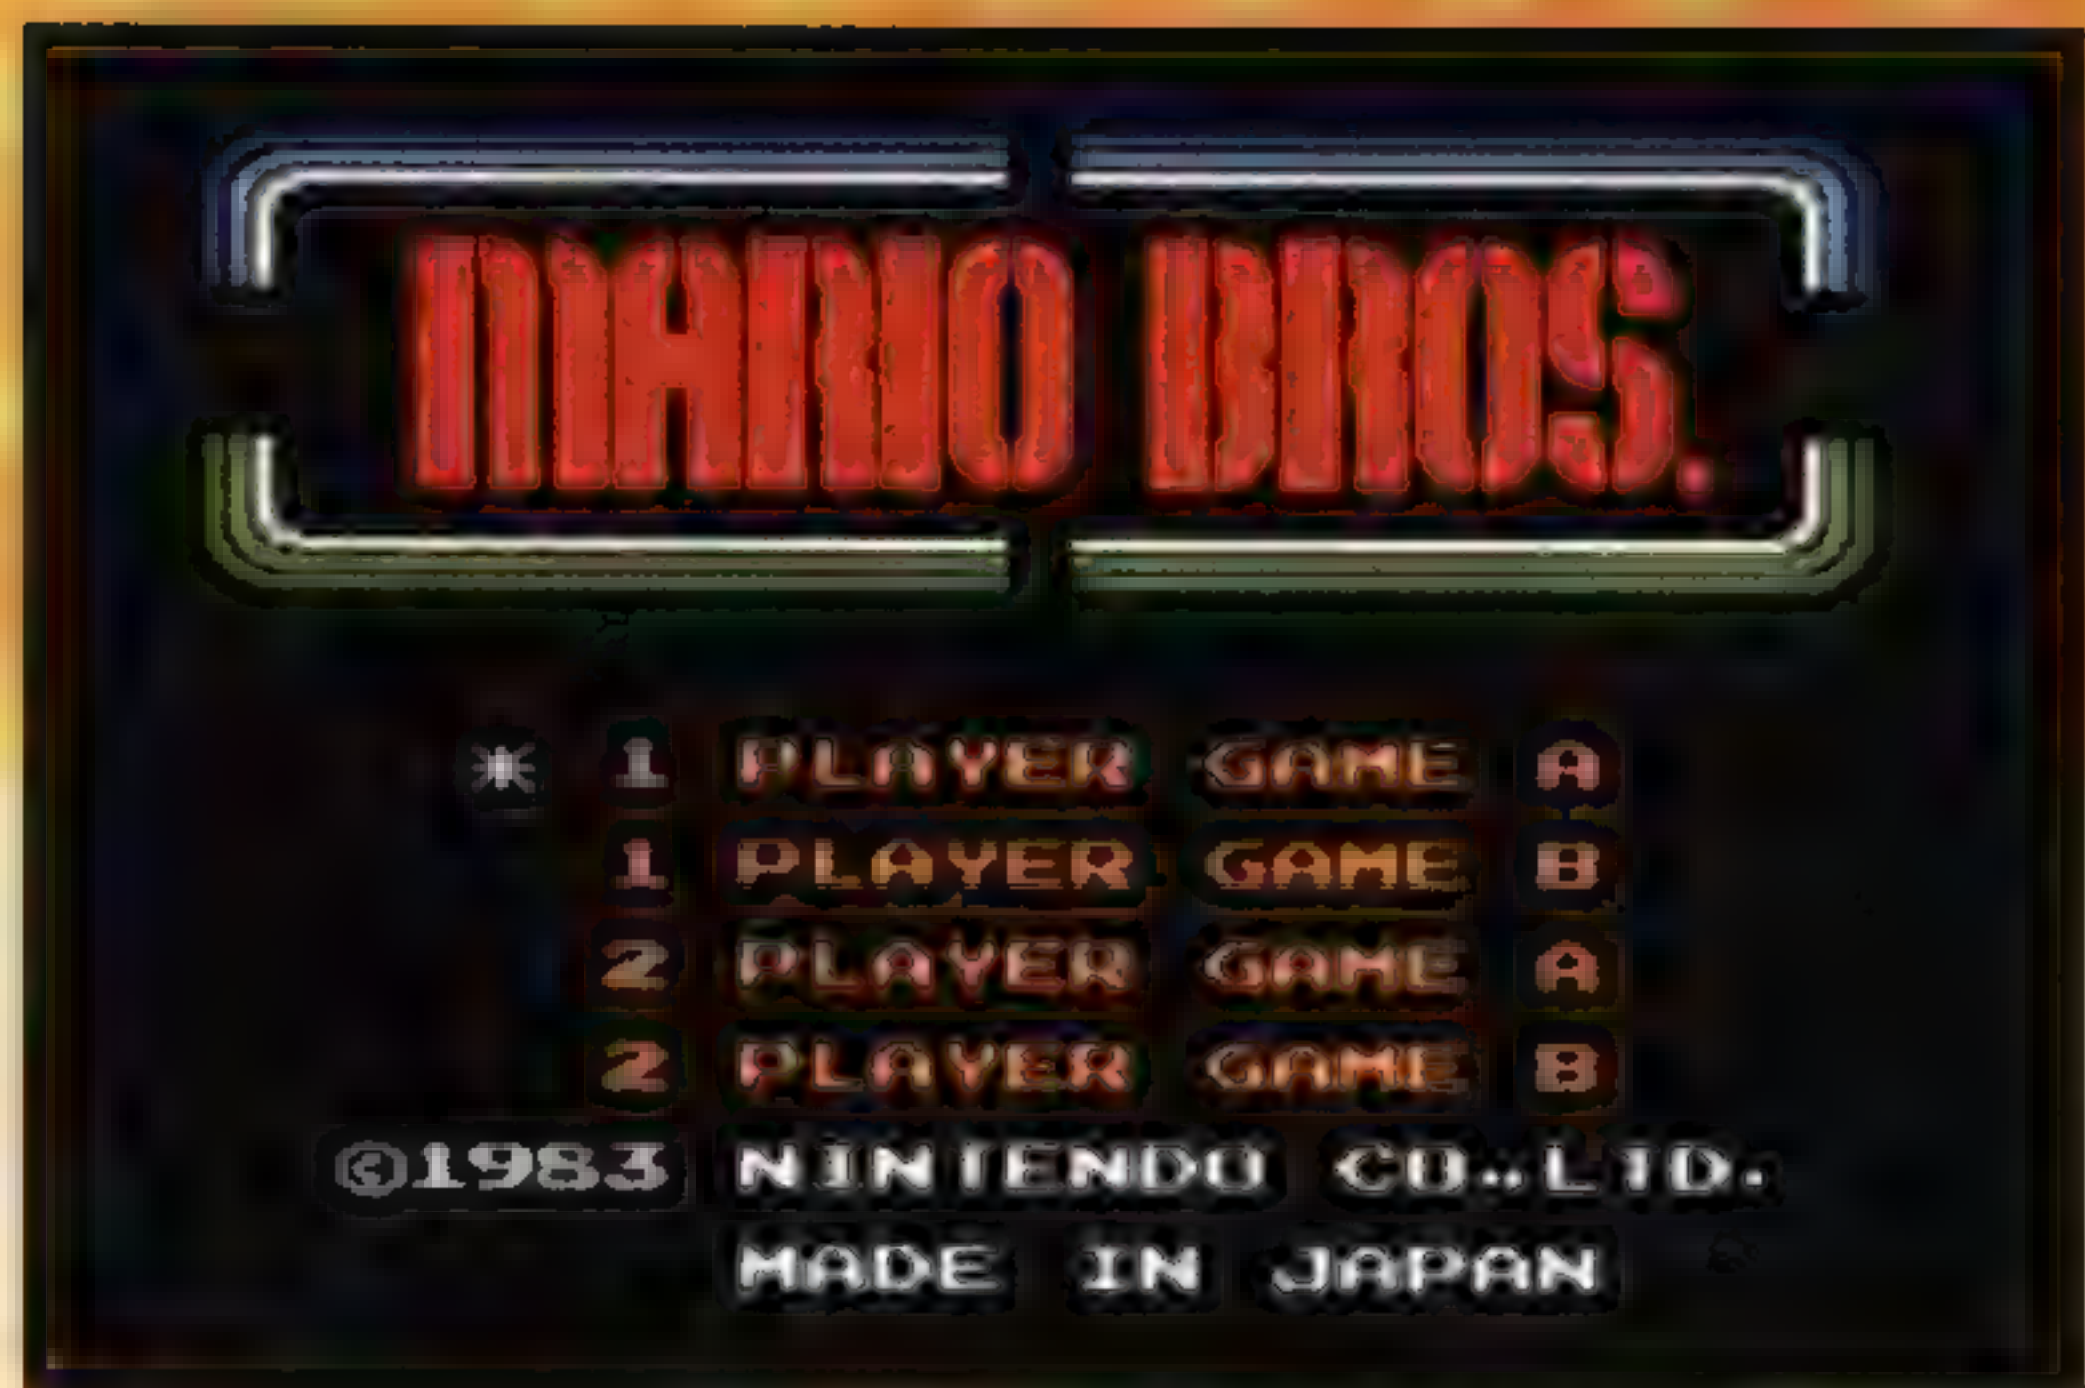 MARIO BROS.
* 1 PLAYER GAME A
1 PLAYER GAME B
2 PLAYER GAME A
2 PLAYER GAME B
©1983 NINTENDO CO.,LTD.
MADE IN JAPAN